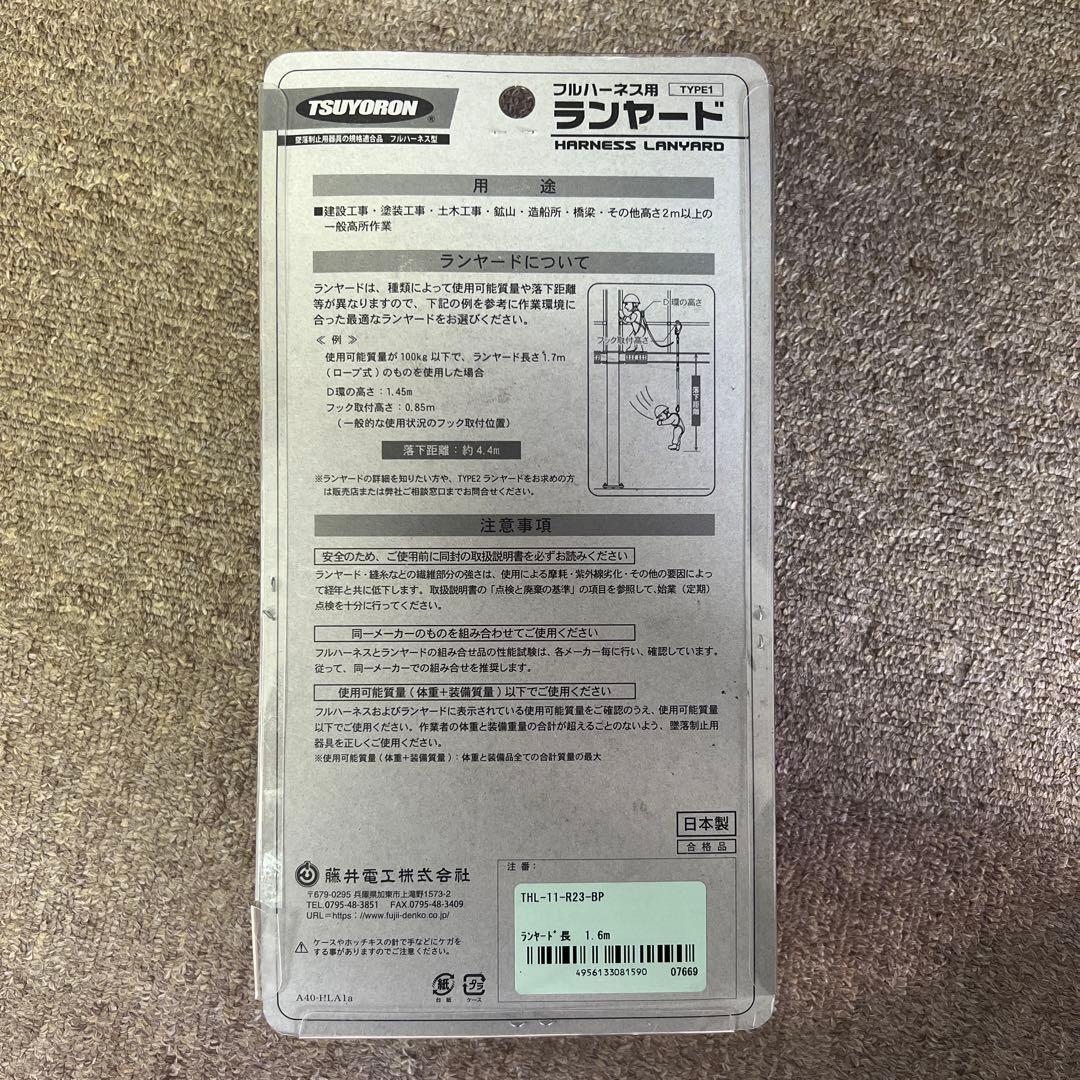 TSUYORON®
墜落制止用器具の規格適合品 フルハーネス型
フルハーネス用 TYPE1
ランヤード
HARNESS LANYARD
用 途
■建設工事・塗装工事・土木工事・鉱山・造船所・橋梁・その他高さ2m以上の
一般高所作業
ランヤードについて
ランヤードは、種類によって使用可能質量や落下距離
等が異なりますので、下記の例を参考に作業環境に
合った最適なランヤードをお選びください。
≪ 例 ≫
使用可能質量が100kg以下で、ランヤード長さ1.7m
(ロープ式)のものを使用した場合
D環の高さ:1.45m
フック取付高さ:0.85m
(一般的な使用状況のフック取付位置)
落下距離:約4.4m
※ランヤードの詳細を知りたい方や、TYPE2ランヤードをお求めの方
は販売店または弊社ご相談窓口までお問合せください。
D環の高さ
フック取付高さ
落下距離
注意事項
安全のため、ご使用前に同封の取扱説明書を必ずお読みください
ランヤード・縫糸などの繊維部分の強さは、使用による摩耗・紫外線劣化・その他の要因によっ
て経年と共に低下します。取扱説明書の「点検と廃棄の基準」の項目を参照して、始業(定期)
点検を十分に行ってください。
同一メーカーのものを組み合わせてご使用ください
フルハーネスとランヤードの組み合せ品の性能試験は、各メーカー毎に行い、確認しています。
従って、同一メーカーでの組み合せを推奨します。
使用可能質量(体重+装備質量)以下でご使用ください
フルハーネスおよびランヤードに表示されている使用可能質量をご確認のうえ、使用可能質量
以下でご使用ください。作業者の体重と装備重量の合計が超えることのないよう、墜落制止用
器具を正しくご使用ください。
※使用可能質量(体重+装備質量):体重と装備品全ての合計質量の最大
日本製
合格品
藤井電工株式会社
〒679-0295 兵庫県加東市上滝野1573-2
TEL.0795-48-3851 FAX.0795-48-3409
URL=https://www.fujii-denko.co.jp/
⚠ ケースやホッチキスの針で手などにケガを
する事がありますのでご注意ください。
A40-HLA1a
紙
台紙
プラ
ケース
注番:
THL-11-R23-BP
ﾗﾝﾔｰﾄﾞ長 1.6m
4956133081590 07669